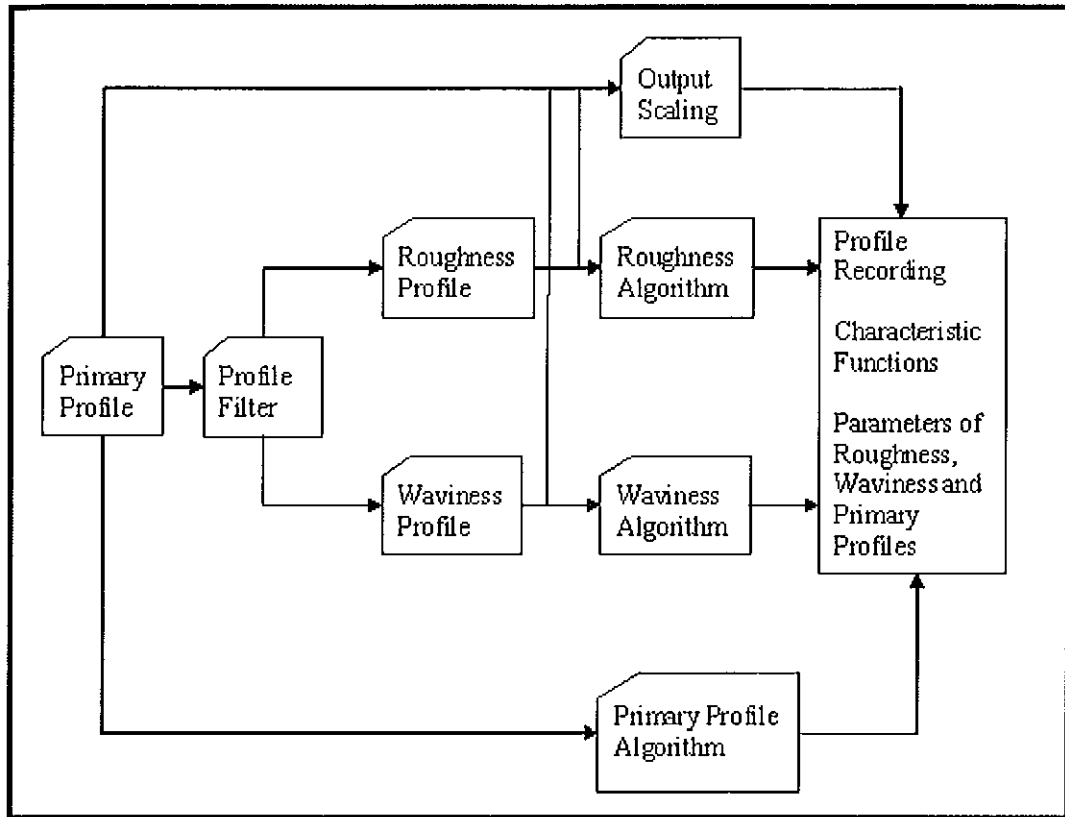 Output
Scaling
Roughness
Profile
Roughness
Algorithm
Profile
Recording
Characteristic
Functions
Parameters of
Roughness,
Waviness and
Primary
Profiles
Primary
Profile
Profile
Filter
Waviness
Profile
Waviness
Algorithm
Primary Profile
Algorithm